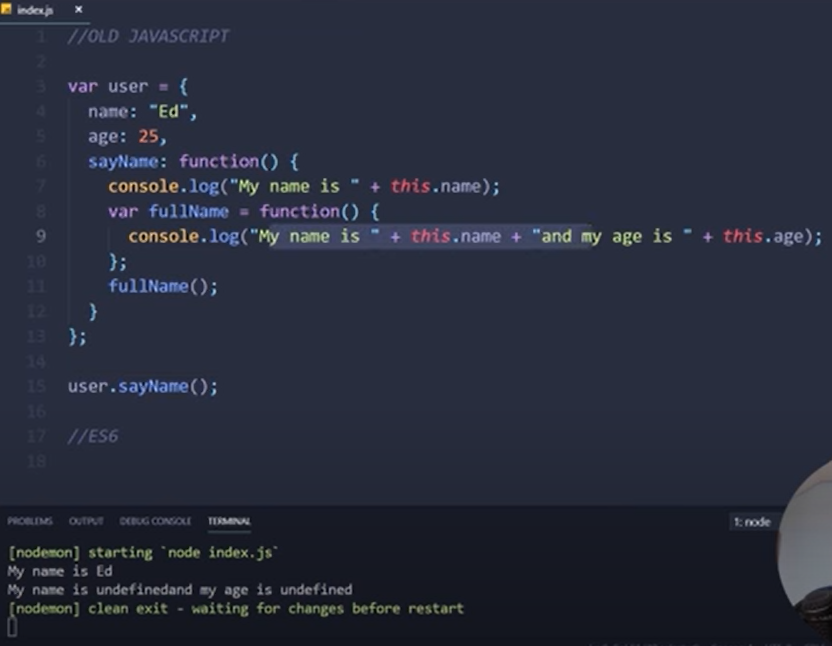 index.js ×
1 //OLD JAVASCRIPT
2
3 var user = {
4 name: "Ed",
5 age: 25,
6 sayName: function() {
7 console.log("My name is " + this.name);
8 var fullName = function() {
9 console.log("My name is " + this.name + "and my age is " + this.age);
10 };
11 fullName();
12 }
13 };
14
15 user.sayName();
16
17 //ES6
18
PROBLEMS OUTPUT DEBUG CONSOLE TERMINAL 1: node
[nodemon] starting `node index.js`
My name is Ed
My name is undefinedand my age is undefined
[nodemon] clean exit - waiting for changes before restart